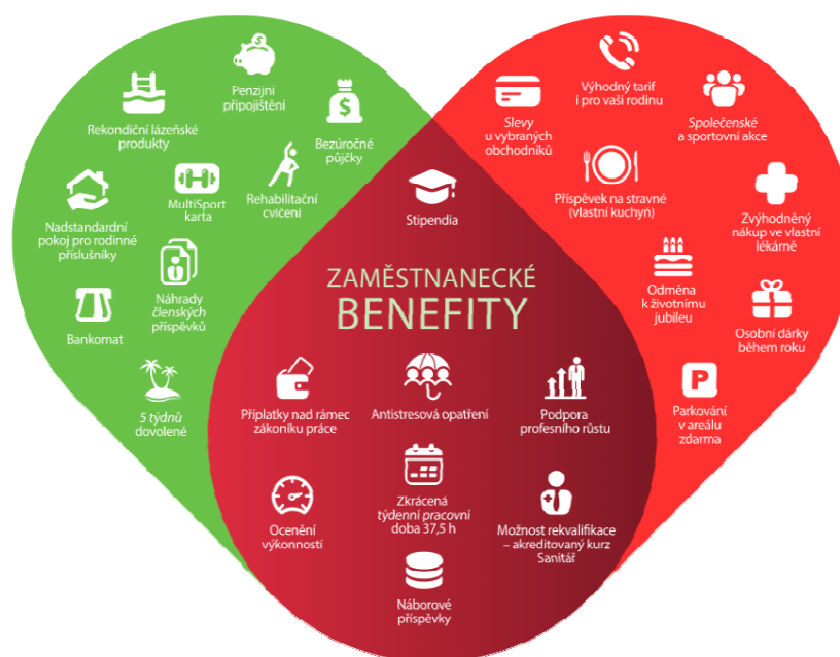 Penzijní
připojištění
Rekondiční lázeňské
produkty
Bezúročné
půjčky
Nadstandardní
pokoj pro rodinné
příslušníky
MultiSport
karta
Rehabilitační
cvičení
Bankomat
Náhrady
členských
příspěvků
5 týdnů
dovolené
Výhodný tarif
i pro vaši rodinu
Slevy
u vybraných
obchodníků
Společenské
a sportovní akce
Příspěvek na stravné
(vlastní kuchyň)
Zvýhodněný
nákup ve vlastní
lékárně
Odměna
k životnímu
jubileu
Osobní dárky
během roku
P
Parkování
v areálu
zdarma
Stipendia
ZAMĚSTNANECKÉ
BENEFITY
Příplatky nad rámec
zákoníku práce
Antistresová opatření
Podpora
profesního růstu
Ocenění
výkonností
Zkrácená
týdenní pracovní
doba 37,5 h
Možnost rekvalifikace
– akreditovaný kurz
Sanitář
Náborové
příspěvky